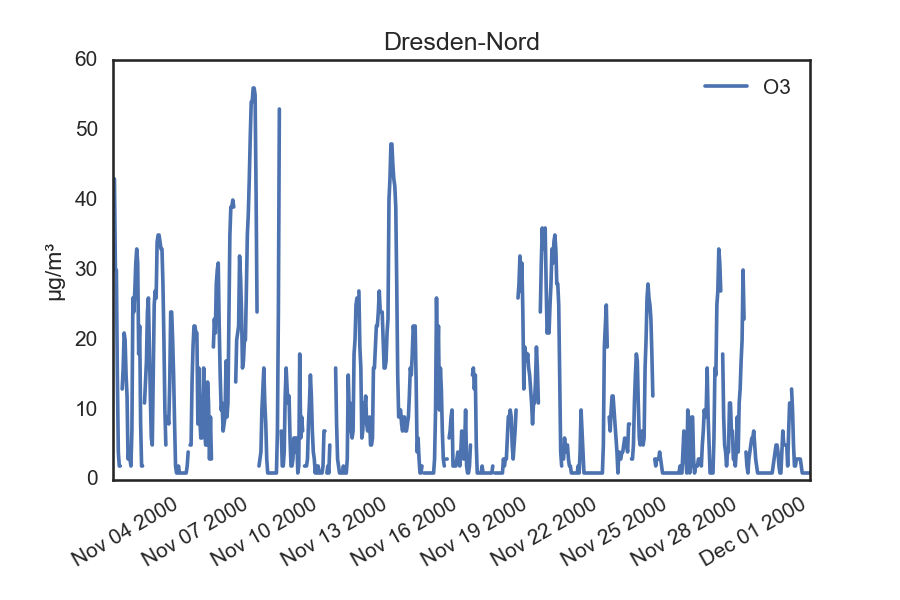 Dresden-Nord
O3
µg/m³
60
50
40
30
20
10
0
Nov 04 2000
Nov 07 2000
Nov 10 2000
Nov 13 2000
Nov 16 2000
Nov 19 2000
Nov 22 2000
Nov 25 2000
Nov 28 2000
Dec 01 2000